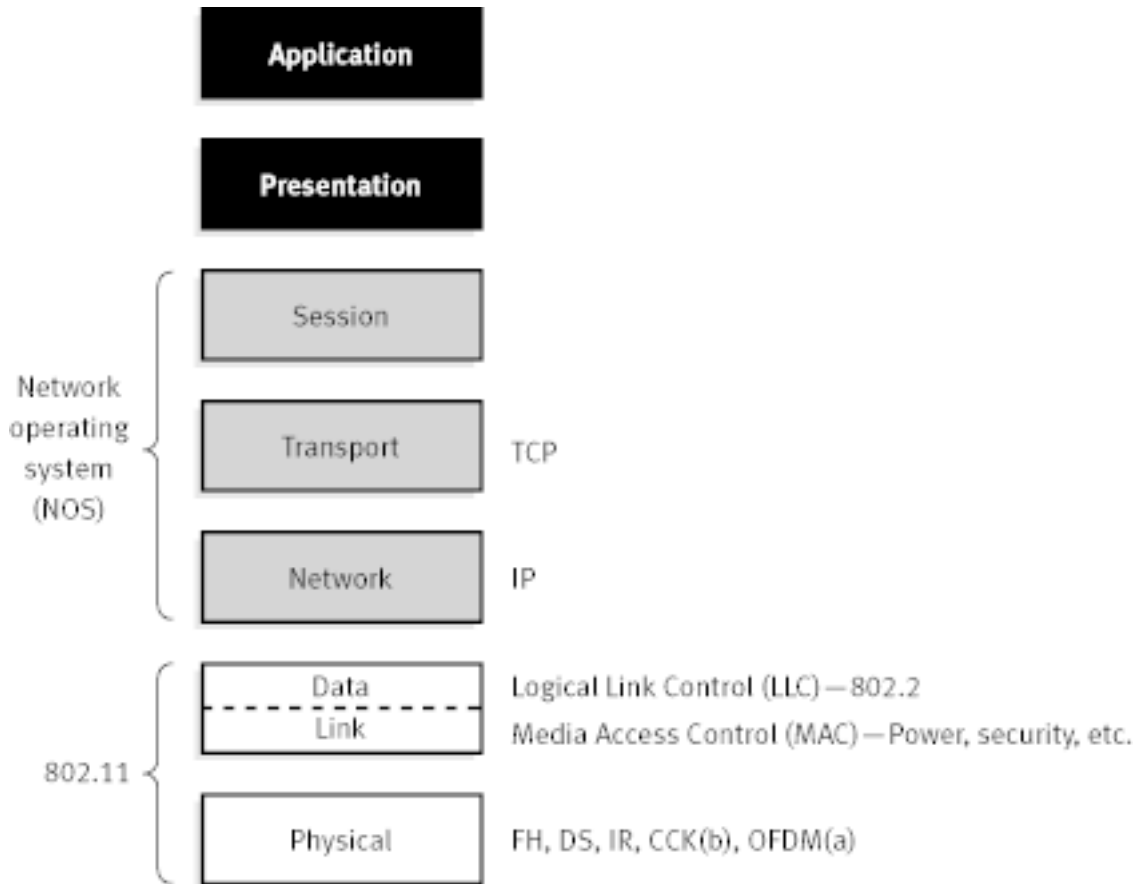 Application
Presentation
Session
Network
operating
system
(NOS)
Transport
TCP
Network
IP
Data
Link
Logical Link Control (LLC)—802.2
Media Access Control (MAC)—Power, security, etc.
802.11
Physical
FH, DS, IR, CCK(b), OFDM(a)